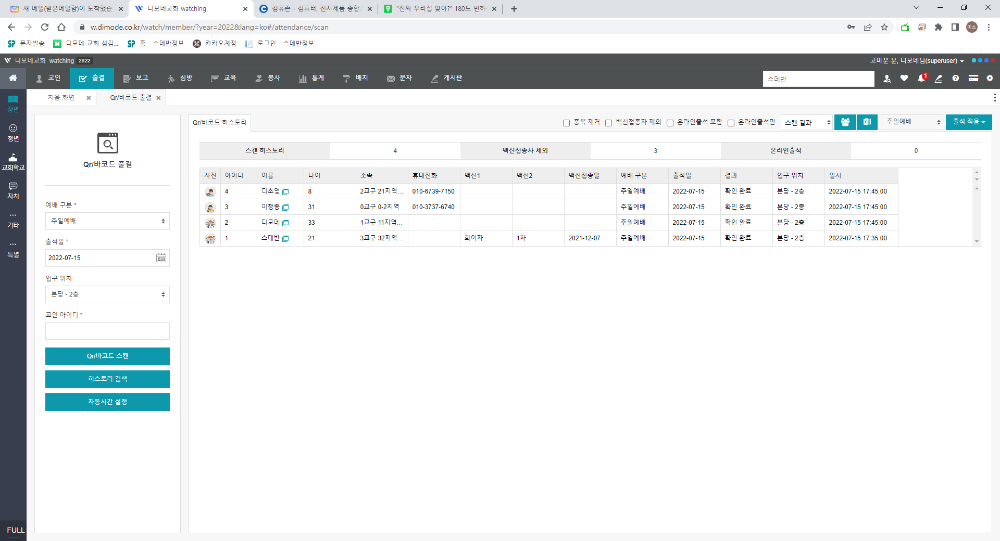 새 메일(받은메일함)이 도착했습
디모데교회 watching
컴퓨존 - 컴퓨터, 전자제품 종합
"진짜 우리집 맞아?" 180도 변하
w.dimode.co.kr/watch/member/?year=2022&lang=ko#/attendance/scan
미소
문자발송
디모데 교회 섬김...
홈 - 스데반정보
카카오계정
로그인 - 스데반정보
디모데교회 watching 2022
고마운 분, 디모데님(superuser)
교인
출결
보고
심방
교육
봉사
통계
배치
문자
게시판
스데반
1
장년
처음 화면
Qr/바코드 출결
청년
교회학교
자치
기타
특별
FULL
Qr/바코드 출결
예배 구분 *
주일예배
출석일 *
2022-07-15
입구 위치
본당 - 2층
교인 아이디 *
Qr/바코드 스캔
히스토리 검색
자동시간 설정
Qr/바코드 히스토리
중복 제거
백신접종자 제외
온라인출석 포함
온라인출석만
스캔 결과
주일예배
출석 적용
스캔 히스토리 4 백신접종자 제외 3 온라인출석 0
사진 아이디 이름 나이 소속 휴대전화 백신1 백신2 백신접종일 예배 구분 출석일 결과 입구 위치 일시
4 디초영 8 2교구 21지역... 010-6739-7150 주일예배 2022-07-15 확인 완료 본당 - 2층 2022-07-15 17:45:00
3 이청종 31 0교구 0-2지역 010-3737-6740 주일예배 2022-07-15 확인 완료 본당 - 2층 2022-07-15 17:45:00
2 디모데 33 1교구 11지역... 주일예배 2022-07-15 확인 완료 본당 - 2층 2022-07-15 17:45:00
1 스데반 21 3교구 32지역... 화이자 1차 2021-12-07 주일예배 2022-07-15 확인 완료 본당 - 2층 2022-07-15 17:35:00